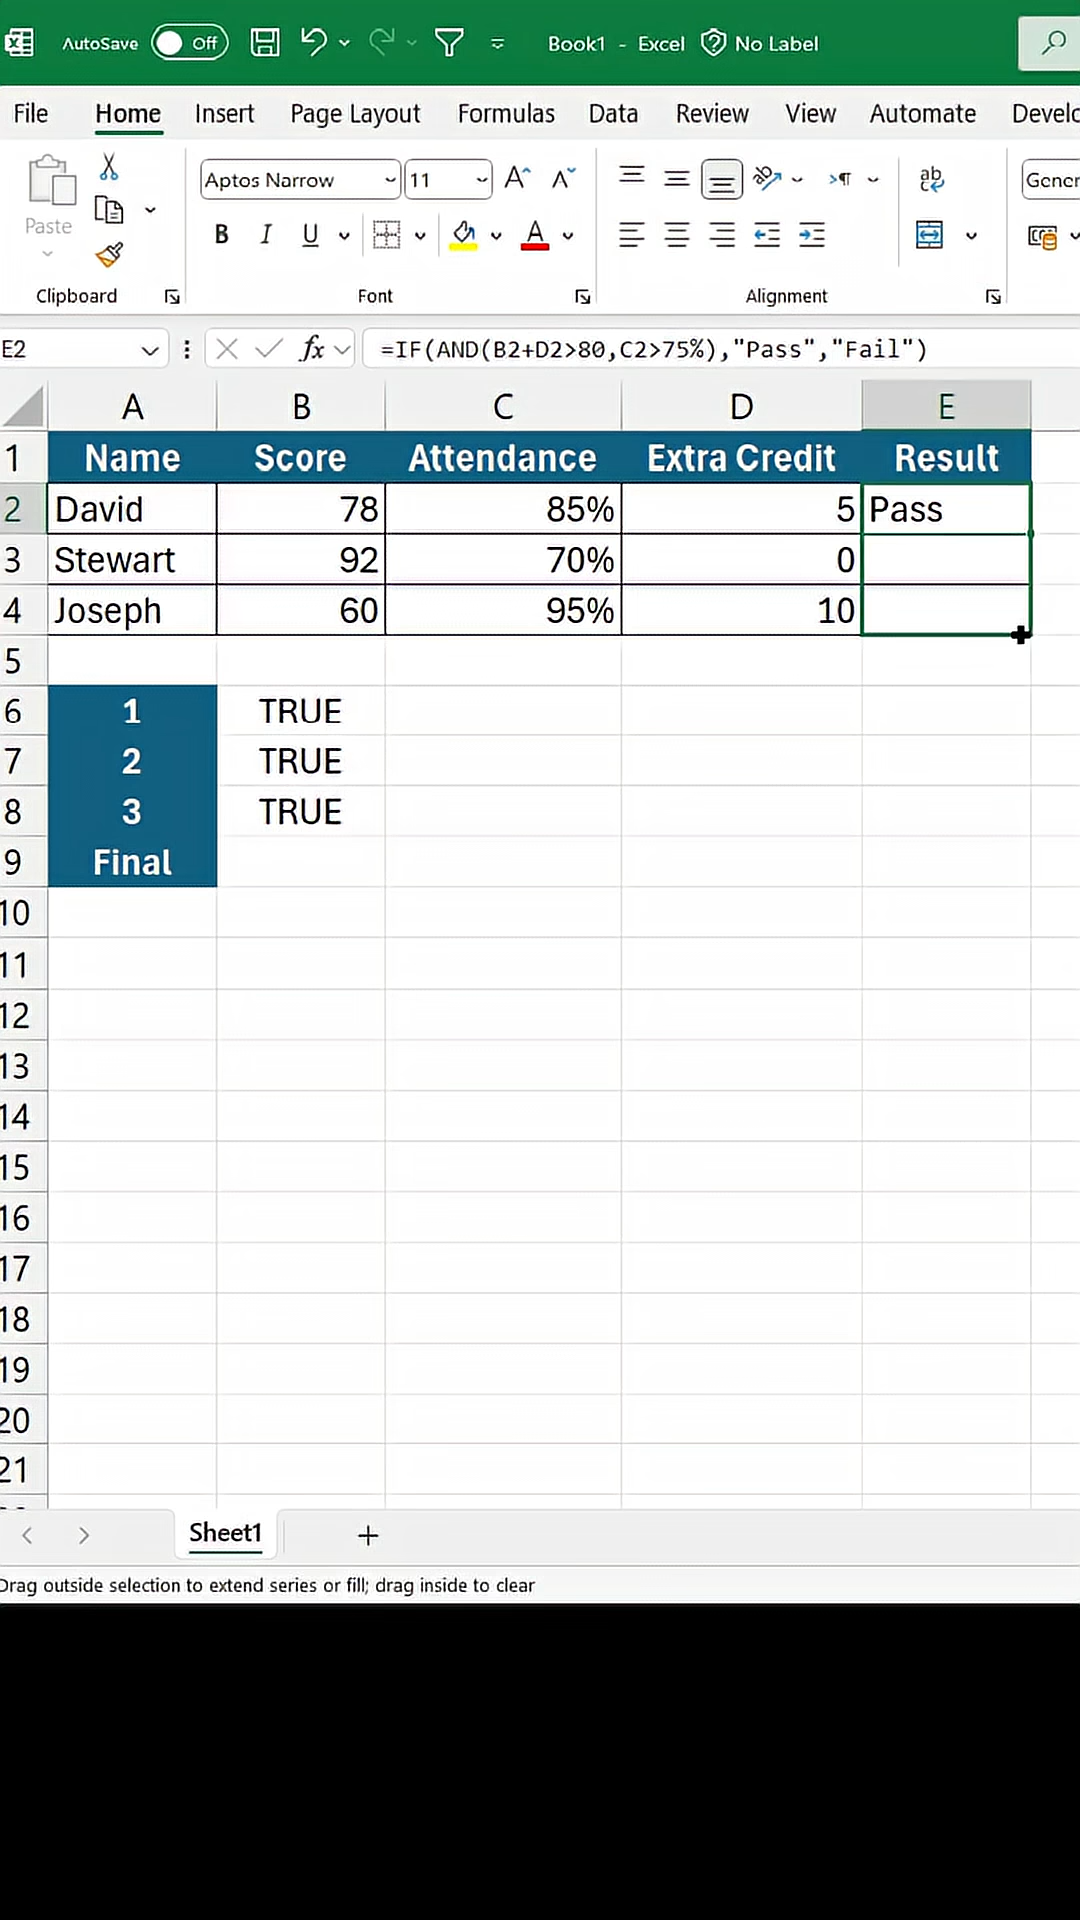 AutoSave Off Book1 - Excel No Label
File Home Insert Page Layout Formulas Data Review View Automate Develo
Paste Aptos Narrow 11 Gener
B I U A
Clipboard Font Alignment
E2 fx =IF(AND(B2+D2>80,C2>75%),"Pass","Fail")
A B C D E
1 Name Score Attendance Extra Credit Result
2 David 78 85% 5 Pass
3 Stewart 92 70% 0
4 Joseph 60 95% 10
5
6 1 TRUE
7 2 TRUE
8 3 TRUE
9 Final
10
11
12
13
14
15
16
17
18
19
20
21
Sheet1
Drag outside selection to extend series or fill; drag inside to clear